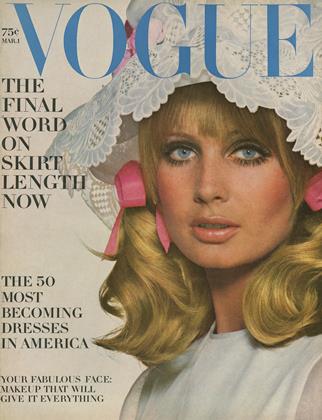 VOGUE
75¢
MAR.1
THE
FINAL
WORD
ON
SKIRT
LENGTH
NOW
THE 50
MOST
BECOMING
DRESSES
IN AMERICA
YOUR FABULOUS FACE:
MAKEUP THAT WILL
GIVE IT EVERYTHING